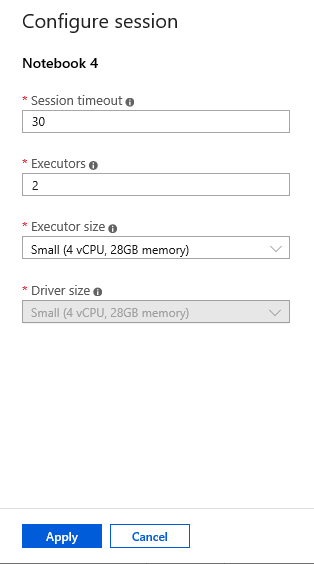 Configure session
Notebook 4
* Session timeout
30
* Executors
2
* Executor size
Small (4 vCPU, 28GB memory)
* Driver size
Small (4 vCPU, 28GB memory)
Apply Cancel